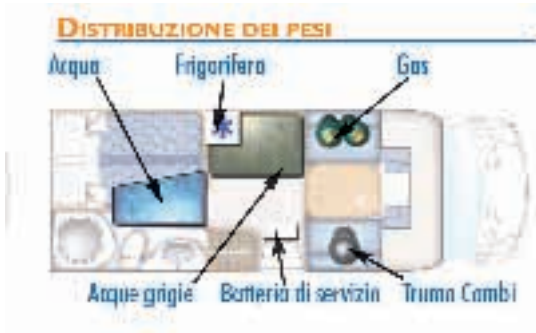 DISTRIBUZIONE DEI PESI
Acqua Frigorifero Gas
Acque grigie Batteria di servizio Truma Combi